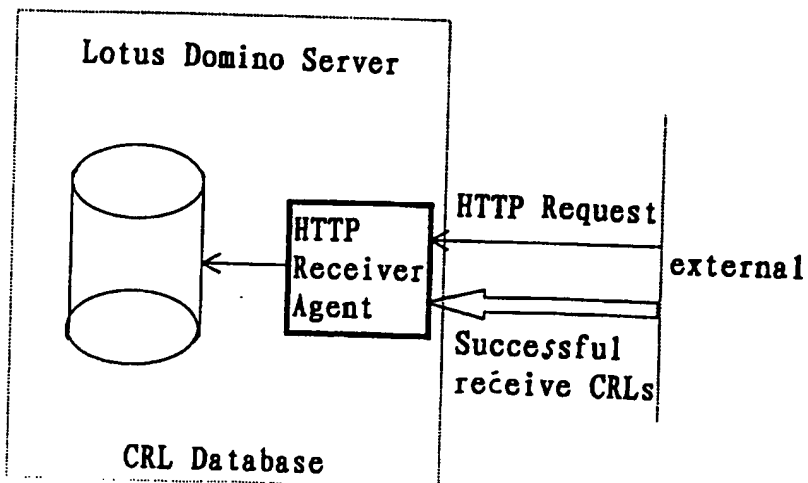 Lotus Domino Server
HTTP Request
HTTP
Receiver
Agent
external
Successful
receive CRLs
CRL Database